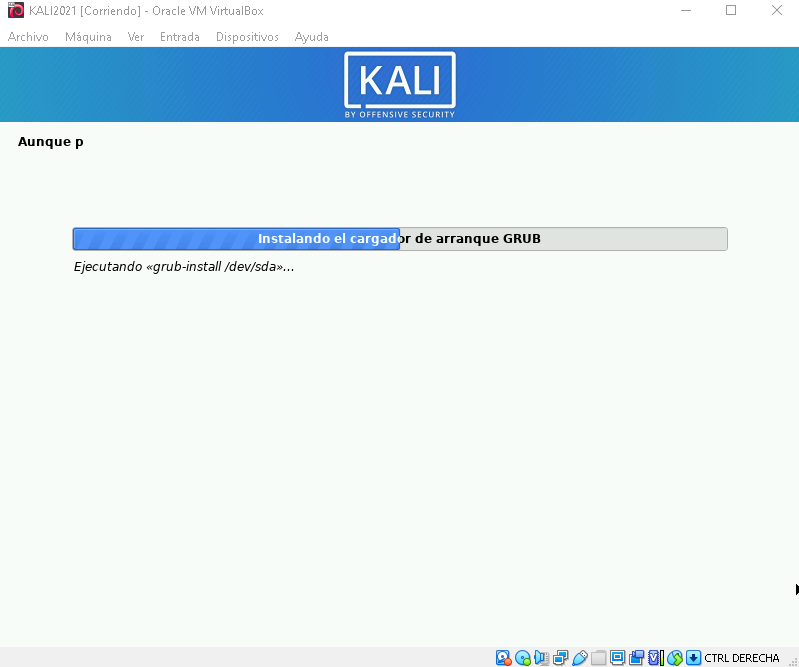 KALI2021 [Corriendo] - Oracle VM VirtualBox
Archivo Máquina Ver Entrada Dispositivos Ayuda
KALI
BY OFFENSIVE SECURITY
Aunque p
Instalando el cargador de arranque GRUB
Ejecutando «grub-install /dev/sda»...
CTRL DERECHA